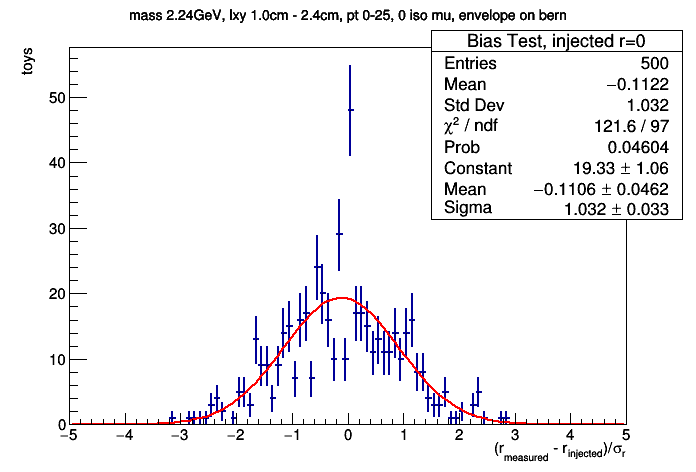 mass 2.24GeV, lxy 1.0cm - 2.4cm, pt 0-25, 0 iso mu, envelope on bern
Bias Test, injected r=0
Entries 500
Mean −0.1122
Std Dev 1.032
χ² / ndf 121.6 / 97
Prob 0.04604
Constant 19.33 ± 1.06
Mean −0.1106 ± 0.0462
Sigma 1.032 ± 0.033
toys
50
40
30
20
10
0
−5 −4 −3 −2 −1 0 1 2 3 4 5
(r_measured - r_injected)/σ_r